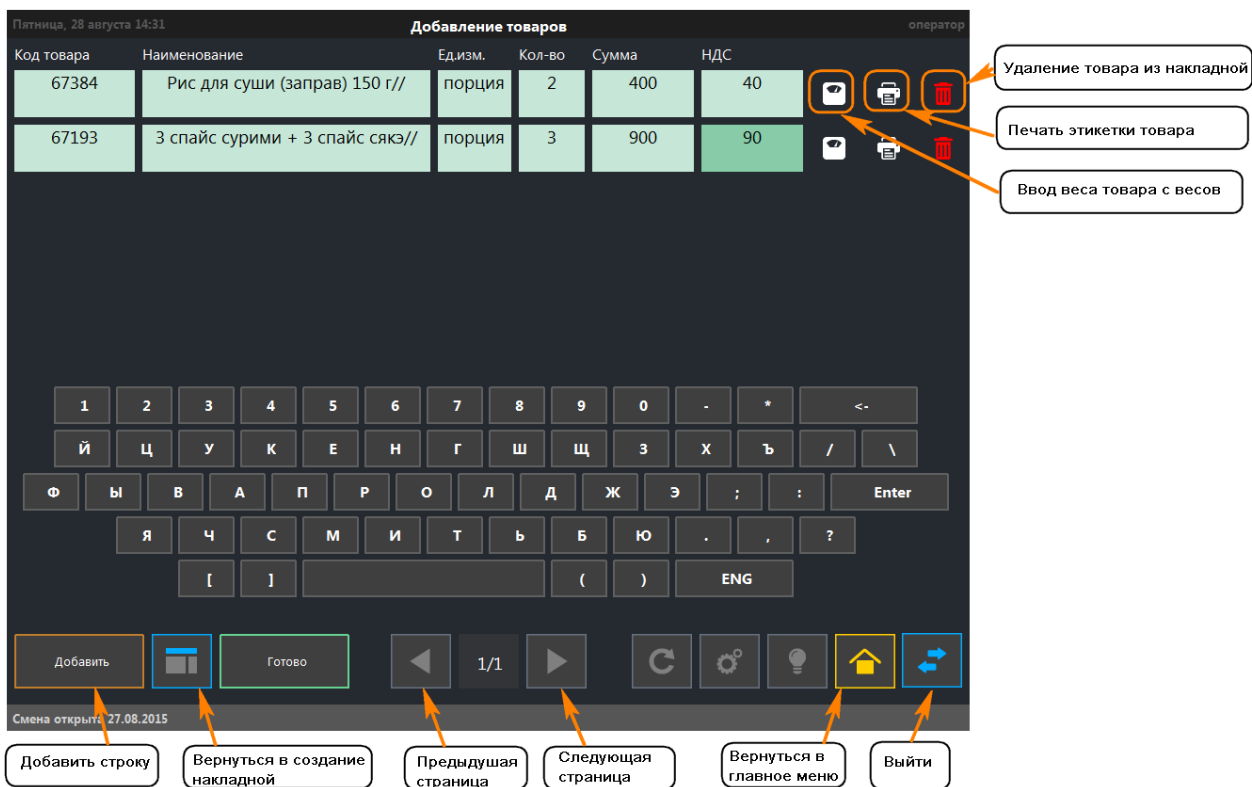 Пятница, 28 августа 14:31 Добавление товаров оператор
Код товара Наименование Ед.изм. Кол-во Сумма НДС
67384 Рис для суши (заправ) 150 г// порция 2 400 40
67193 3 спайс сурими + 3 спайс сякэ// порция 3 900 90
Удаление товара из накладной
Печать этикетки товара
Ввод веса товара с весов
1 2 3 4 5 6 7 8 9 0 - * <-
Й Ц У К Е Н Г Ш Щ З Х Ъ / \
Ф Ы В А П Р О Л Д Ж Э ; : Enter
Я Ч С М И Т Ь Б Ю . , ?
[ ] ( ) ENG
Добавить Готово 1/1
Смена открыта 27.08.2015
Добавить строку
Вернуться в создание
накладной
Предыдушая
страница
Следующая
страница
Вернуться в
главное меню
Выйти